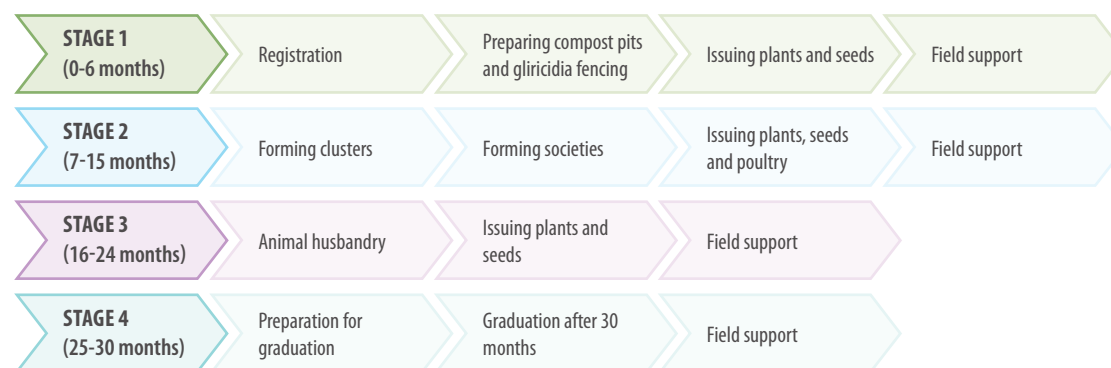 STAGE 1
(0-6 months)
Registration
Preparing compost pits
and gliricidia fencing
Issuing plants and seeds
Field support
STAGE 2
(7-15 months)
Forming clusters
Forming societies
Issuing plants, seeds
and poultry
Field support
STAGE 3
(16-24 months)
Animal husbandry
Issuing plants and
seeds
Field support
STAGE 4
(25-30 months)
Preparation for
graduation
Graduation after 30
months
Field support